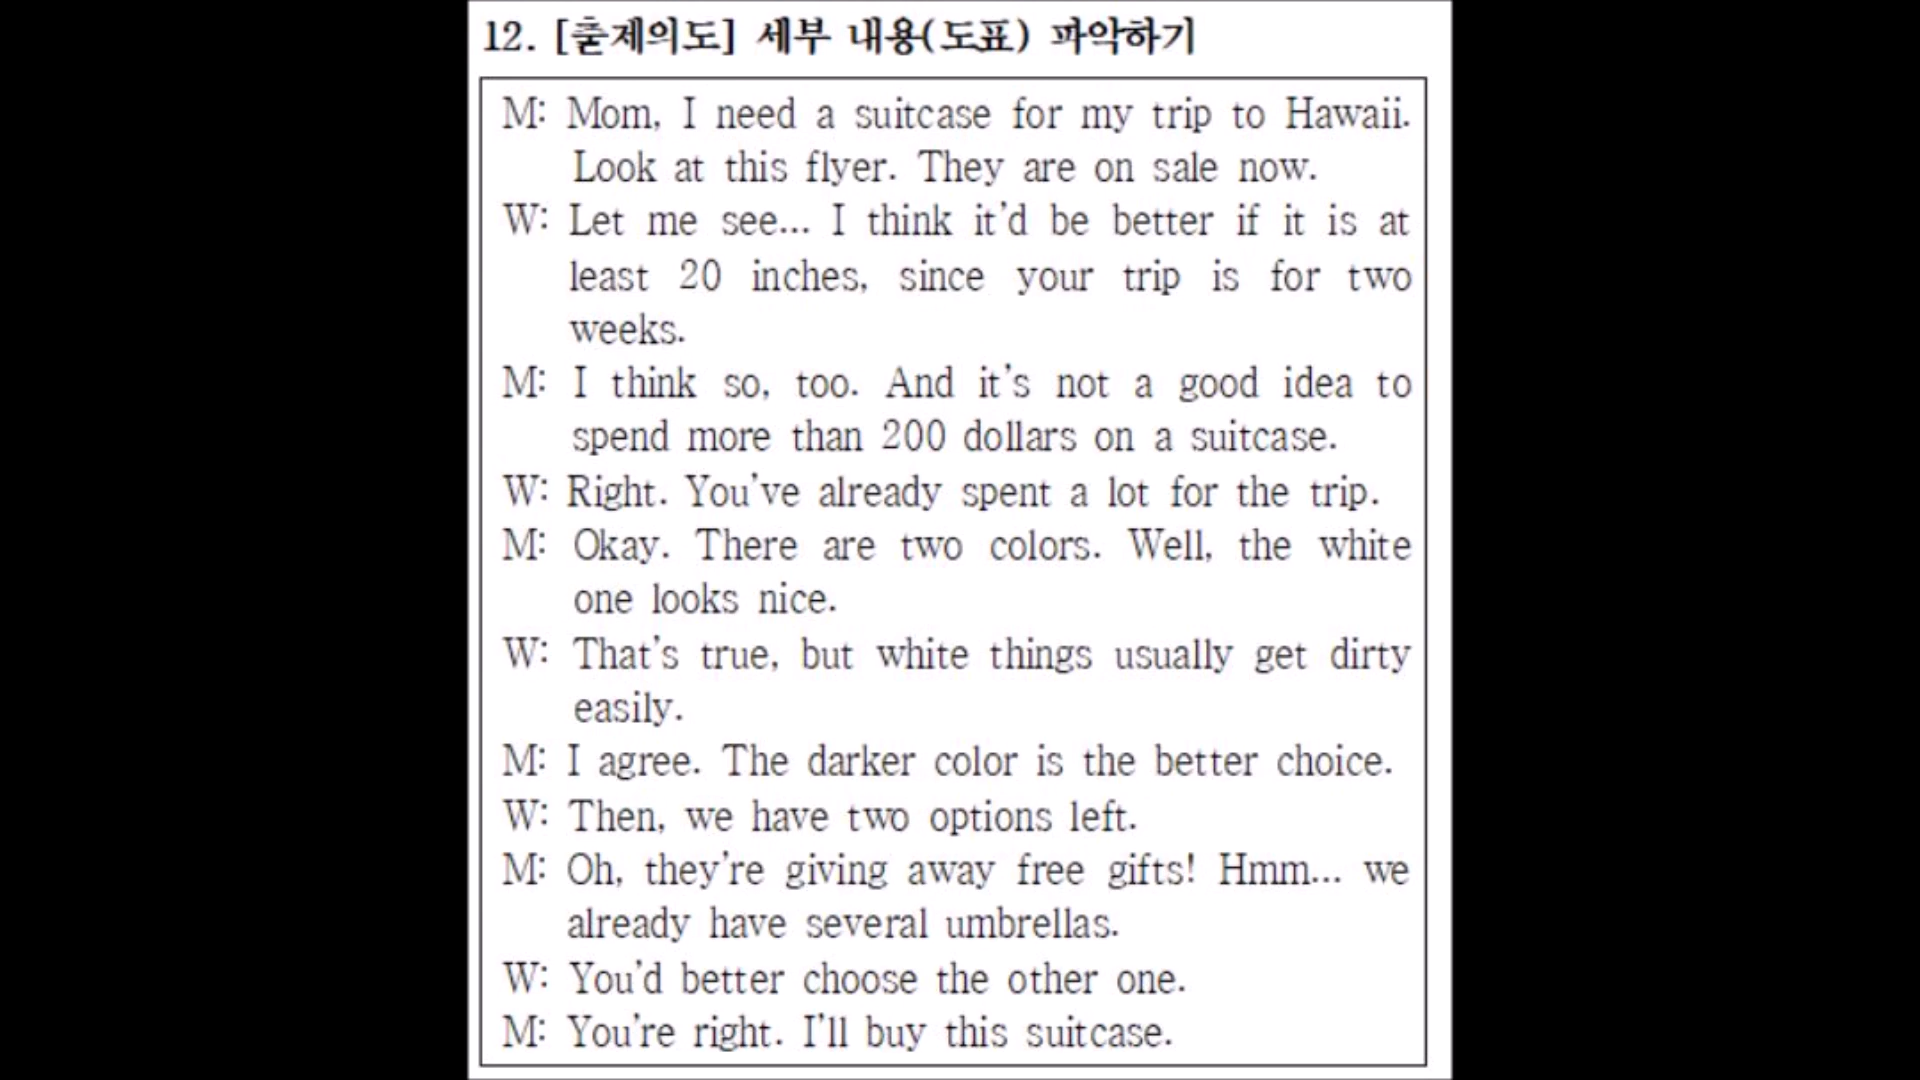 12. [출제의도] 세부 내용(도표) 파악하기
M: Mom, I need a suitcase for my trip to Hawaii.
Look at this flyer. They are on sale now.
W: Let me see... I think it'd be better if it is at
least 20 inches, since your trip is for two
weeks.
M: I think so, too. And it's not a good idea to
spend more than 200 dollars on a suitcase.
W: Right. You've already spent a lot for the trip.
M: Okay. There are two colors. Well, the white
one looks nice.
W: That's true, but white things usually get dirty
easily.
M: I agree. The darker color is the better choice.
W: Then, we have two options left.
M: Oh, they're giving away free gifts! Hmm... we
already have several umbrellas.
W: You'd better choose the other one.
M: You're right. I'll buy this suitcase.